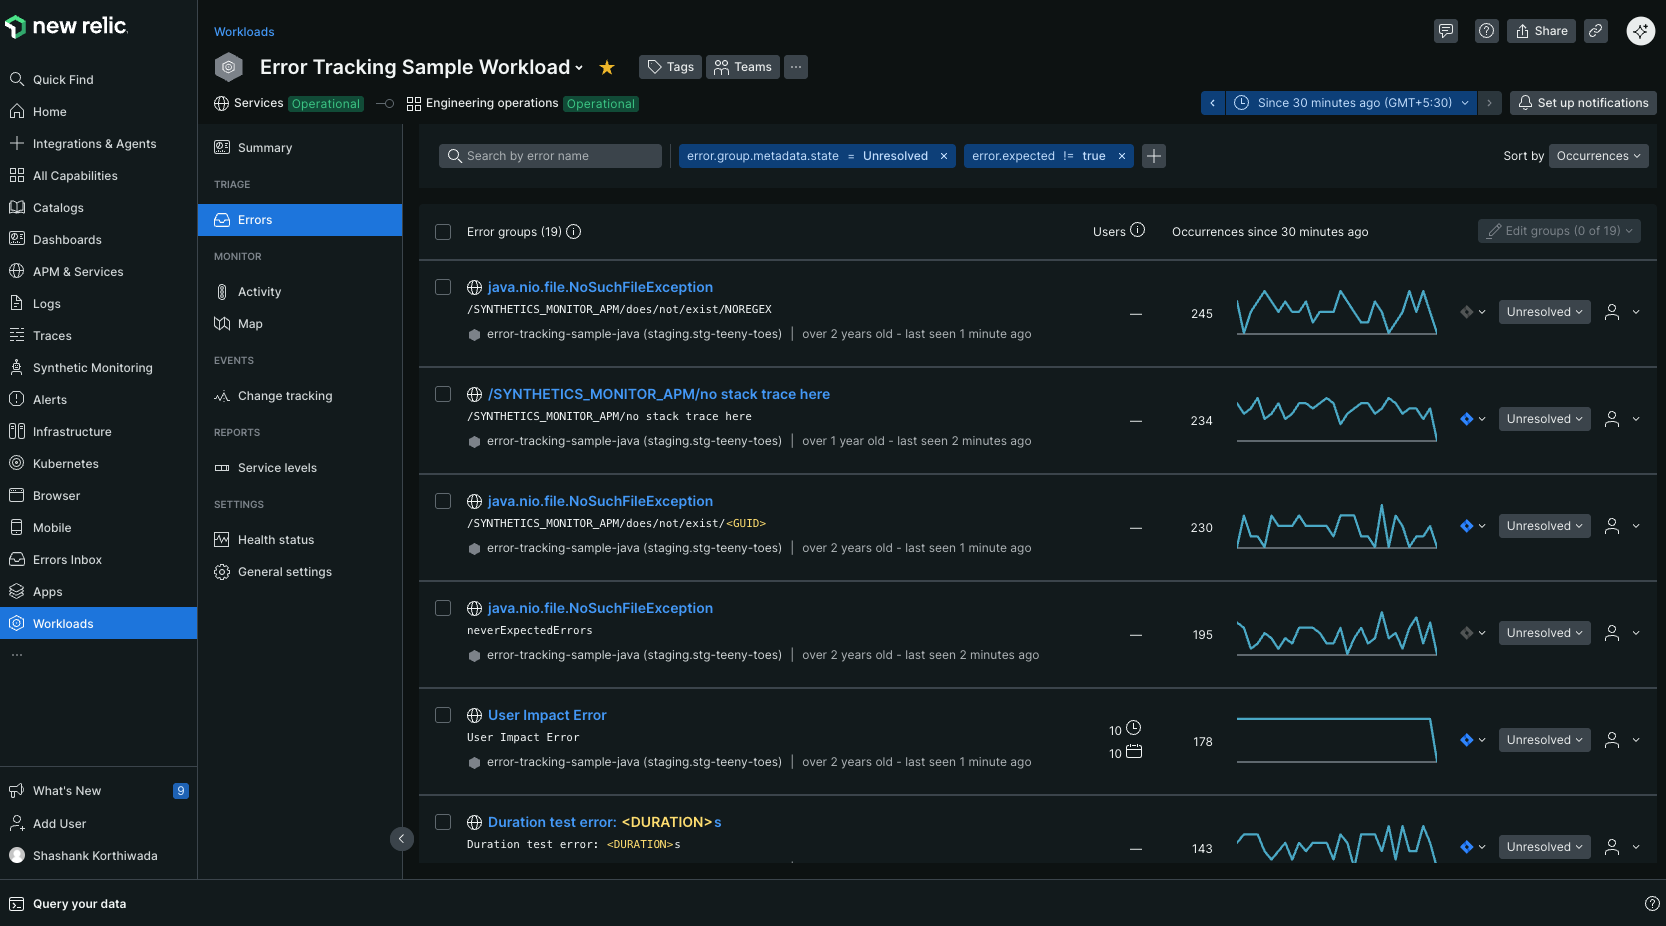 new relic.
Quick Find
Home
Integrations & Agents
All Capabilities
Catalogs
Dashboards
APM & Services
Logs
Traces
Synthetic Monitoring
Alerts
Infrastructure
Kubernetes
Browser
Mobile
Errors Inbox
Apps
Workloads
...
What's New 9
Add User
Shashank Korthiwada
Query your data
Workloads
Error Tracking Sample Workload
Tags
Teams
...
Share
Services Operational
Engineering operations Operational
Since 30 minutes ago (GMT+5:30)
Set up notifications
Summary
TRIAGE
Errors
MONITOR
Activity
Map
EVENTS
Change tracking
REPORTS
Service levels
SETTINGS
Health status
General settings
Search by error name
error.group.metadata.state = Unresolved ×
error.expected != true ×
Sort by Occurrences
Error groups (19)
Users
Occurrences since 30 minutes ago
Edit groups (0 of 19)
java.nio.file.NoSuchFileException
/SYNTHETICS_MONITOR_APM/does/not/exist/NOREGEX
error-tracking-sample-java (staging.stg-teeny-toes) | over 2 years old - last seen 1 minute ago
— 245 Unresolved
/SYNTHETICS_MONITOR_APM/no stack trace here
/SYNTHETICS_MONITOR_APM/no stack trace here
error-tracking-sample-java (staging.stg-teeny-toes) | over 1 year old - last seen 2 minutes ago
— 234 Unresolved
java.nio.file.NoSuchFileException
/SYNTHETICS_MONITOR_APM/does/not/exist/<GUID>
error-tracking-sample-java (staging.stg-teeny-toes) | over 2 years old - last seen 1 minute ago
— 230 Unresolved
java.nio.file.NoSuchFileException
neverExpectedErrors
error-tracking-sample-java (staging.stg-teeny-toes) | over 2 years old - last seen 2 minutes ago
— 195 Unresolved
User Impact Error
User Impact Error
error-tracking-sample-java (staging.stg-teeny-toes) | over 2 years old - last seen 1 minute ago
10
10
178 Unresolved
Duration test error: <DURATION>s
Duration test error: <DURATION>s
— 143 Unresolved